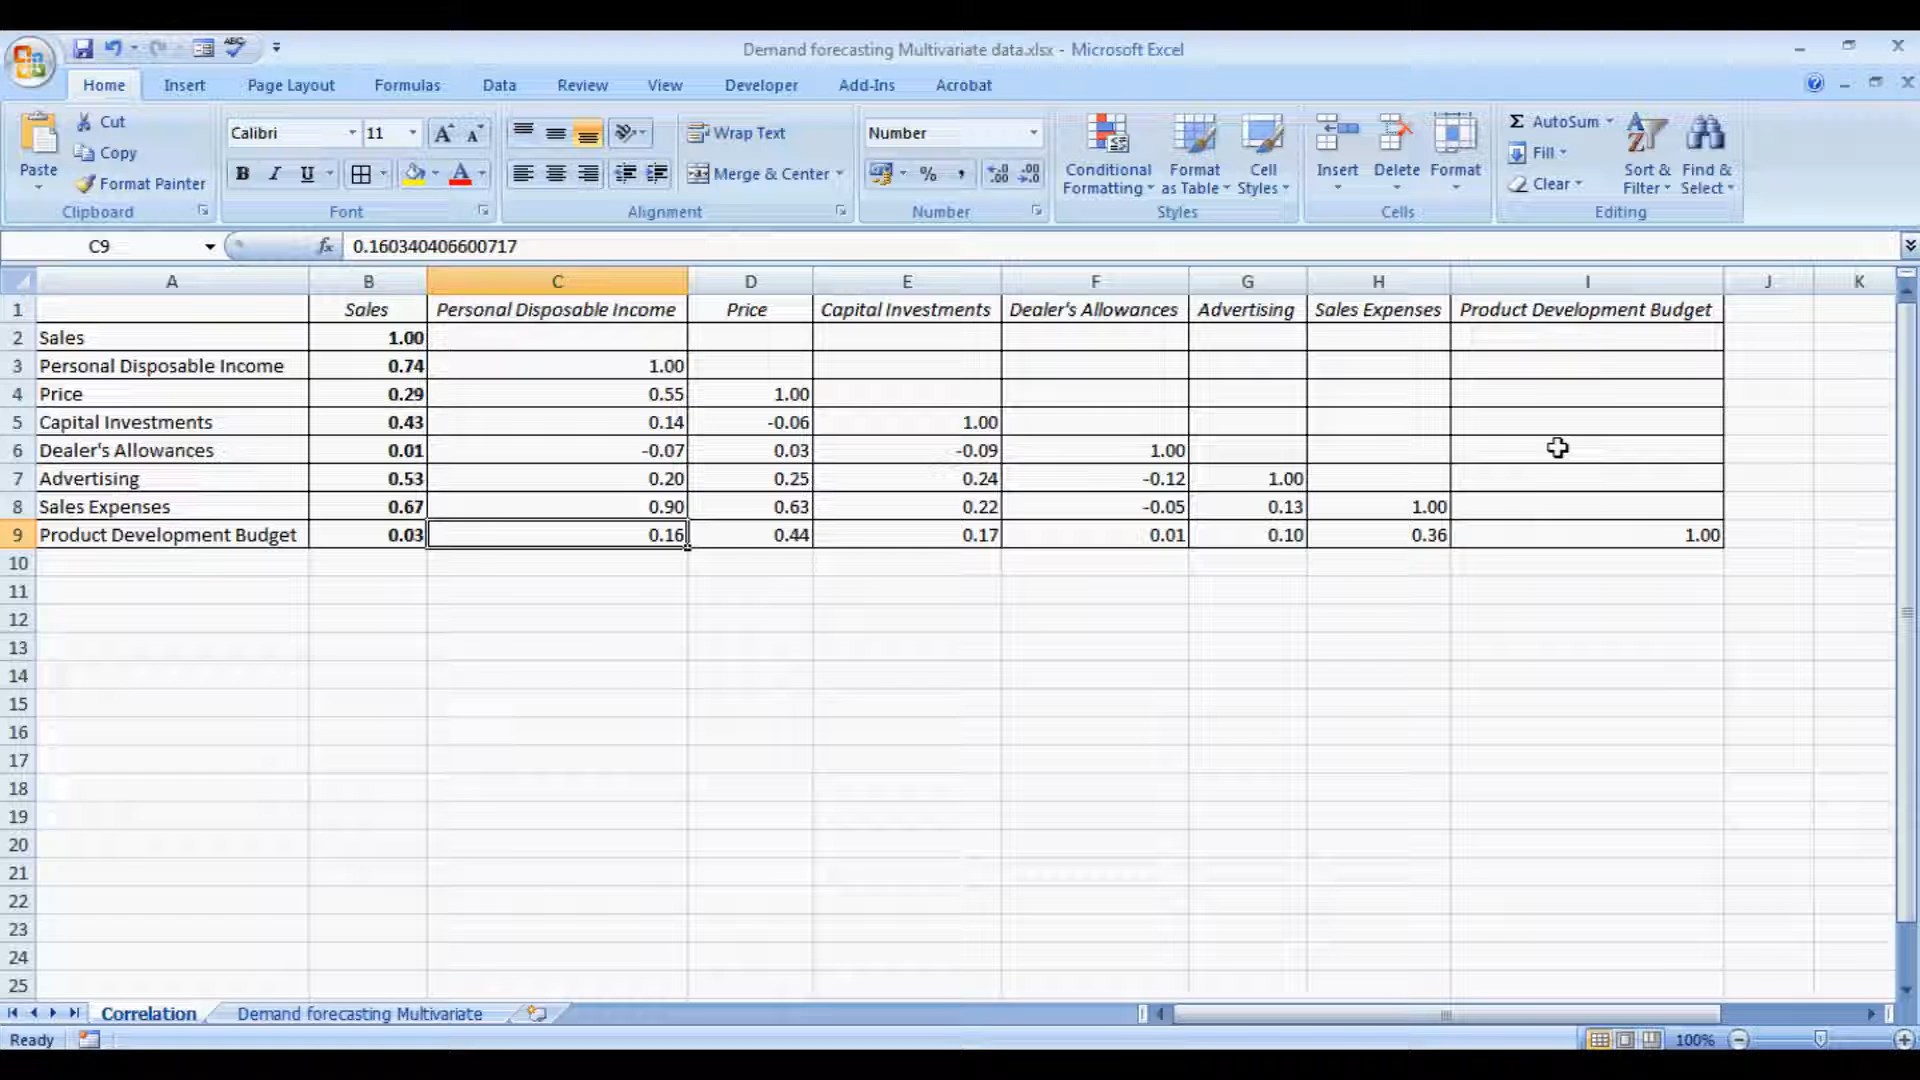 Demand forecasting Multivariate data.xlsx - Microsoft Excel
Home Insert Page Layout Formulas Data Review View Developer Add-Ins Acrobat
Paste Cut Copy Format Painter Clipboard
Calibri 11 B I U A Font
Wrap Text Merge & Center Alignment
Number % , Number
Conditional Formatting Format as Table Cell Styles Styles
Insert Delete Format Cells
Σ AutoSum Fill Clear Sort & Filter Find & Select Editing
C9 fx 0.160340406600717
A B C D E F G H I J K
1 Sales Personal Disposable Income Price Capital Investments Dealer's Allowances Advertising Sales Expenses Product Development Budget
2 Sales 1.00
3 Personal Disposable Income 0.74 1.00
4 Price 0.29 0.55 1.00
5 Capital Investments 0.43 0.14 -0.06 1.00
6 Dealer's Allowances 0.01 -0.07 0.03 -0.09 1.00
7 Advertising 0.53 0.20 0.25 0.24 -0.12 1.00
8 Sales Expenses 0.67 0.90 0.63 0.22 -0.05 0.13 1.00
9 Product Development Budget 0.03 0.16 0.44 0.17 0.01 0.10 0.36 1.00
10
11
12
13
14
15
16
17
18
19
20
21
22
23
24
25
Correlation Demand forecasting Multivariate
Ready 100%